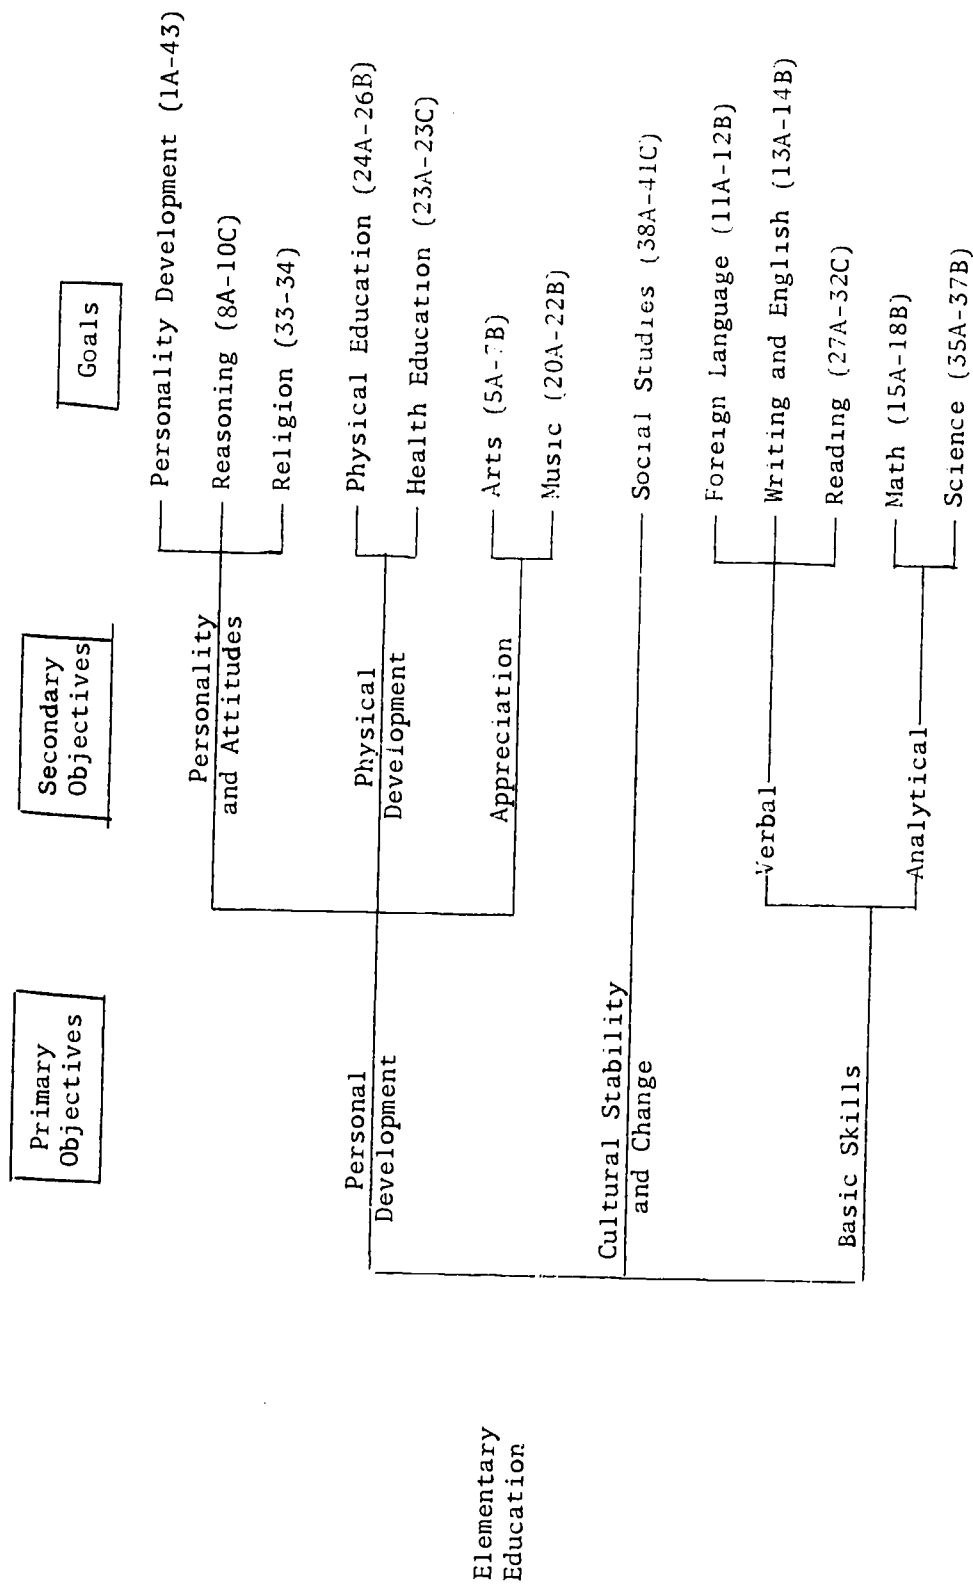 Primary
Objectives
Secondary
Objectives
Goals
Elementary
Education
Personal
Development
Personality
and Attitudes
Personality Development (1A-43)
Reasoning (8A-10C)
Religion (33-34)
Physical
Development
Physical Education (24A-26B)
Health Education (23A-23C)
Appreciation
Arts (5A-7B)
Music (20A-22B)
Cultural Stability
and Change
Social Studies (38A-41C)
Basic Skills
Verbal
Foreign Language (11A-12B)
Writing and English (13A-14B)
Reading (27A-32C)
Analytical
Math (15A-18B)
Science (35A-37B)